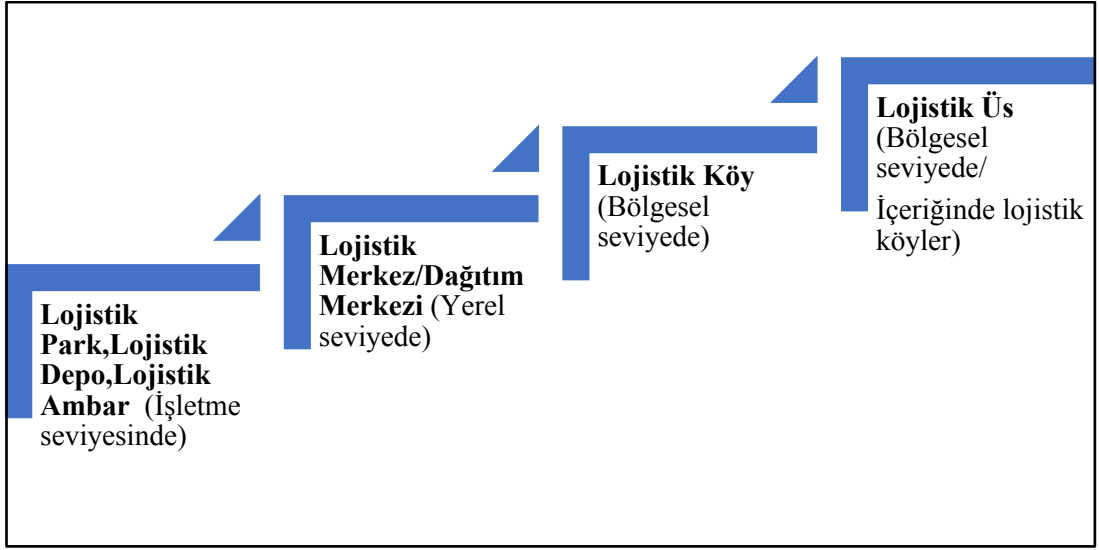 Lojistik
Park,Lojistik
Depo,Lojistik
Ambar (İşletme
seviyesinde)
Lojistik
Merkez/Dağıtım
Merkezi (Yerel
seviyede)
Lojistik Köy
(Bölgesel
seviyede)
Lojistik Üs
(Bölgesel
seviyede/
İçeriğinde lojistik
köyler)